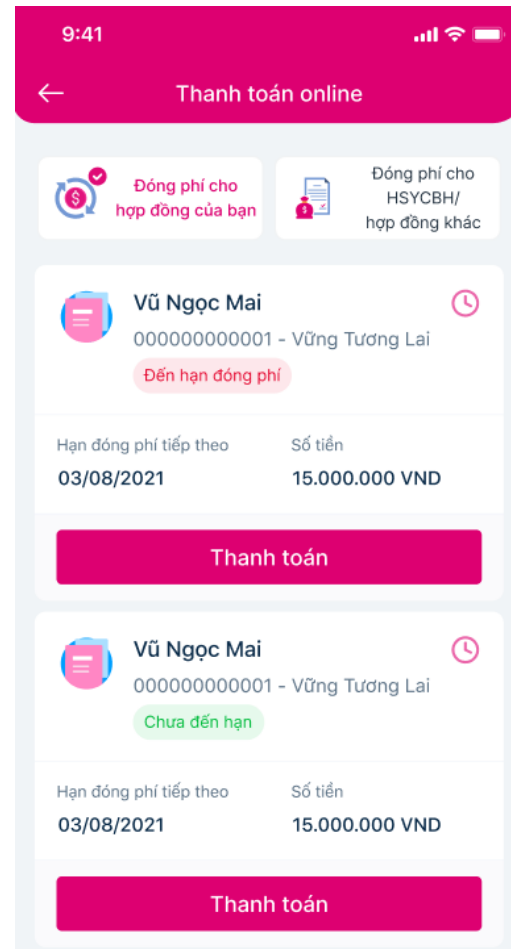 9:41
Thanh toán online
Đóng phí cho
hợp đồng của bạn
Đóng phí cho
HSYCBH/
hợp đồng khác
Vũ Ngọc Mai
000000000001 - Vững Tương Lai
Đến hạn đóng phí
Hạn đóng phí tiếp theo
Số tiền
03/08/2021
15.000.000 VND
Thanh toán
Vũ Ngọc Mai
000000000001 - Vững Tương Lai
Chưa đến hạn
Hạn đóng phí tiếp theo
Số tiền
03/08/2021
15.000.000 VND
Thanh toán